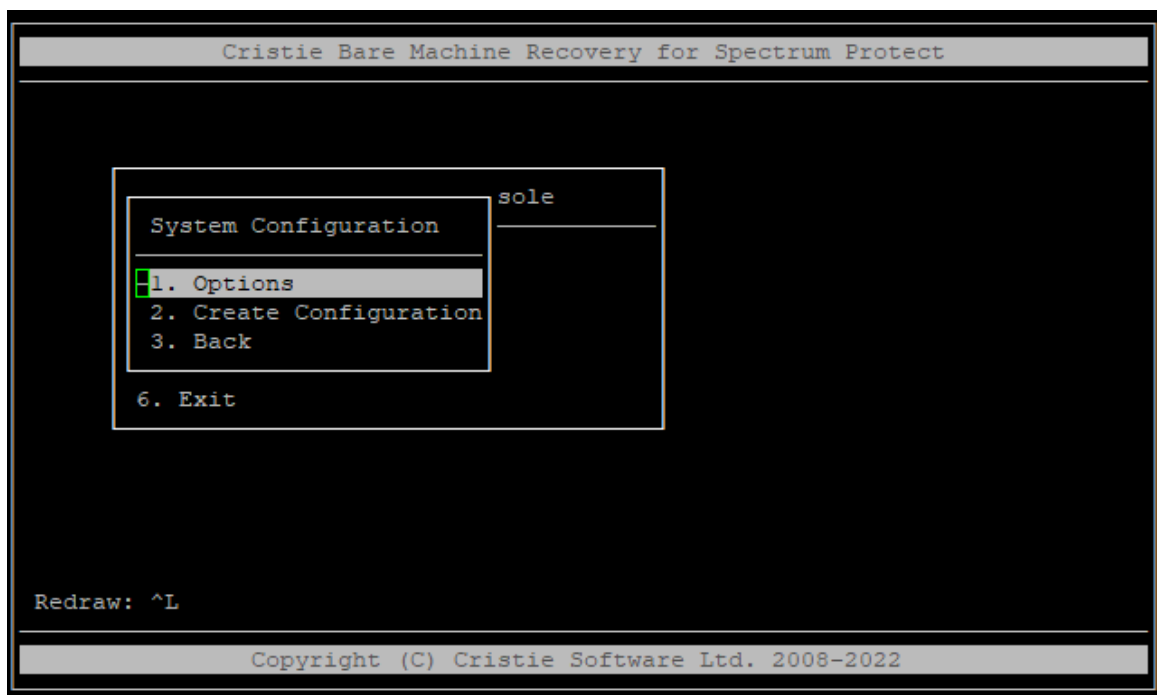 Cristie Bare Machine Recovery for Spectrum Protect
sole
System Configuration
1. Options
2. Create Configuration
3. Back
6. Exit
Redraw: ^L
Copyright (C) Cristie Software Ltd. 2008-2022